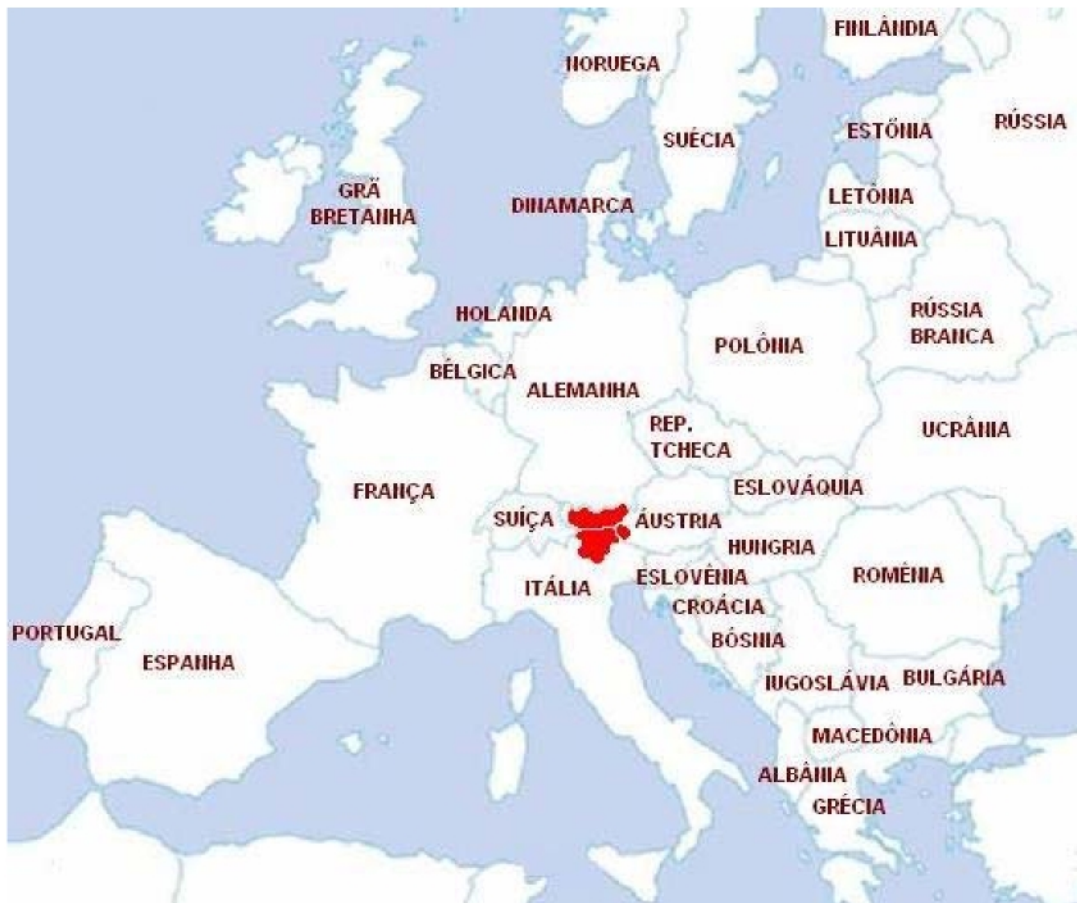 FINLÂNDIA
NORUEGA
RÚSSIA
ESTÔNIA
SUÉCIA
GRÃ
BRETANHA
DINAMARCA
LETÔNIA
LITUÂNIA
HOLANDA
RÚSSIA
BRANCA
POLÔNIA
BÉLGICA
ALEMANHA
REP.
TCHECA
UCRÂNIA
FRANÇA
ESLOVÁQUIA
SUÍÇA
ÁUSTRIA
HUNGRIA
ITÁLIA
ESLOVÊNIA
ROMÊNIA
CROÁCIA
PORTUGAL
BÓSNIA
ESPANHA
IUGOSLÁVIA
BULGÁRIA
MACEDÔNIA
ALBÂNIA
GRÉCIA